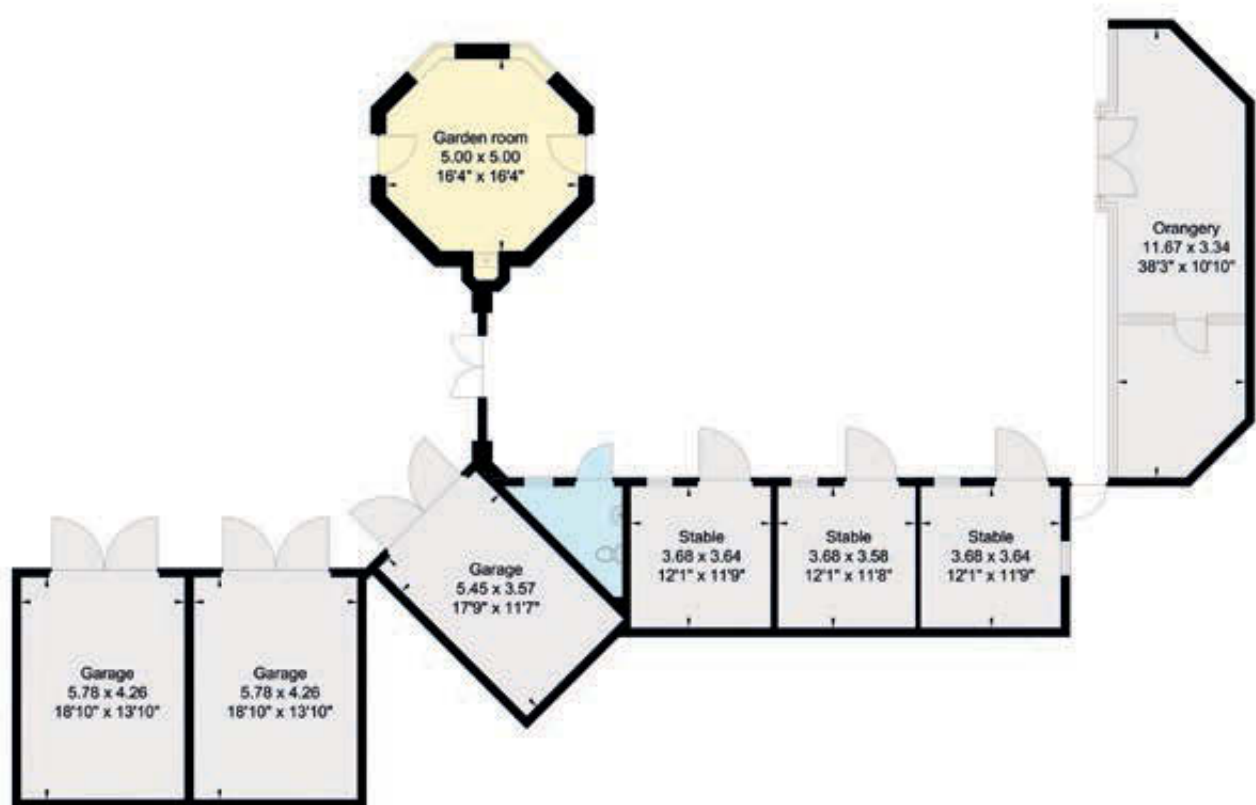 Garden room
5.00 x 5.00
16'4" x 16'4"
Orangery
11.67 x 3.34
38'3" x 10'10"
Stable
3.68 x 3.64
12'1" x 11'9"
Stable
3.68 x 3.58
12'1" x 11'8"
Stable
3.68 x 3.64
12'1" x 11'9"
Garage
5.45 x 3.57
17'9" x 11'7"
Garage
5.78 x 4.26
18'10" x 13'10"
Garage
5.78 x 4.26
18'10" x 13'10"